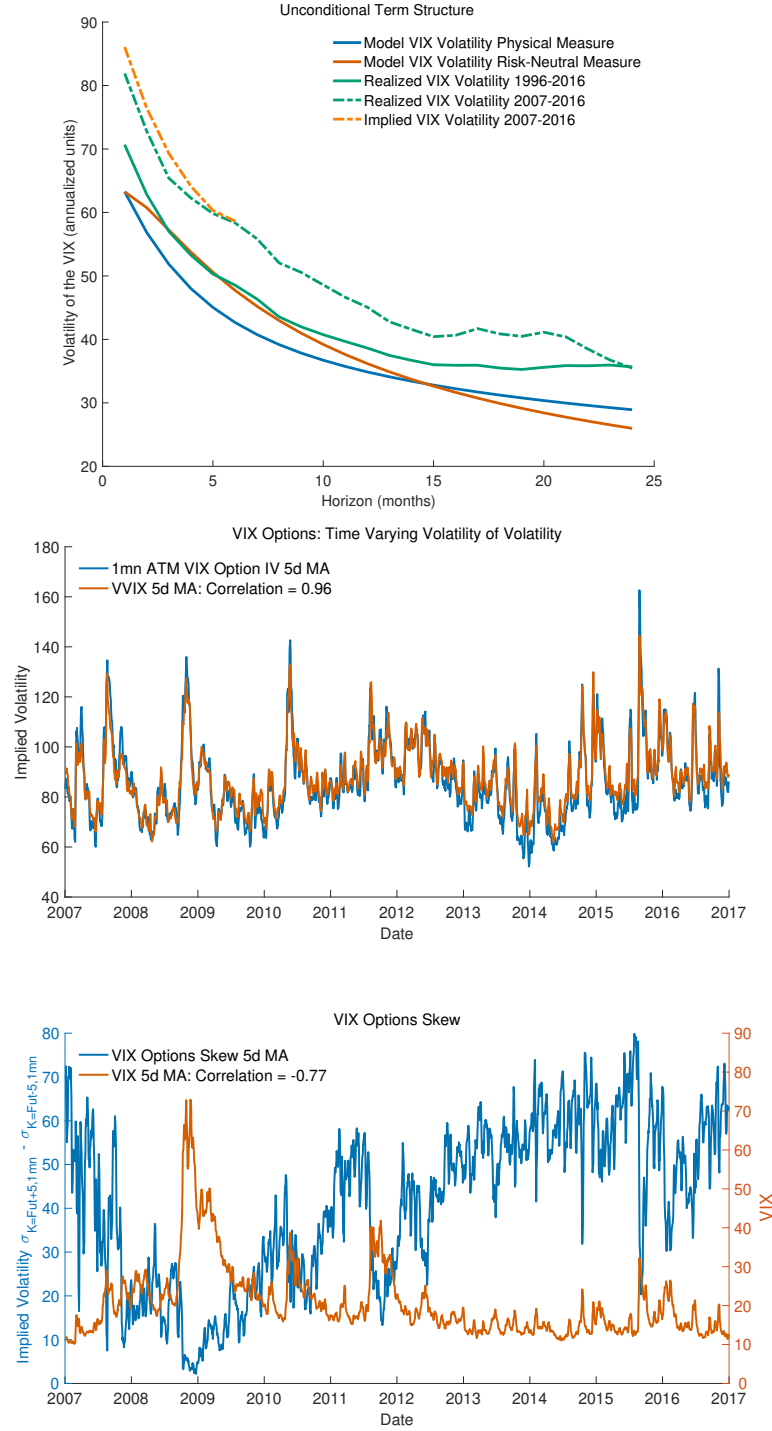 Unconditional Term Structure
90
80
70
60
50
40
30
20
Volatility of the VIX (annualized units)
Model VIX Volatility Physical Measure
Model VIX Volatility Risk-Neutral Measure
Realized VIX Volatility 1996-2016
Realized VIX Volatility 2007-2016
Implied VIX Volatility 2007-2016
0 5 10 15 20 25
Horizon (months)
VIX Options: Time Varying Volatility of Volatility
180
160
140
120
100
80
60
40
Implied Volatility
1mn ATM VIX Option IV 5d MA
VVIX 5d MA: Correlation = 0.96
2007 2008 2009 2010 2011 2012 2013 2014 2015 2016 2017
Date
VIX Options Skew
80
70
60
50
40
30
20
10
0
Implied Volatility σK=Fut+5,1mn - σK=Fut-5,1mn
VIX Options Skew 5d MA
VIX 5d MA: Correlation = -0.77
90
80
70
60
50
40
30
20
10
0
VIX
2007 2008 2009 2010 2011 2012 2013 2014 2015 2016 2017
Date